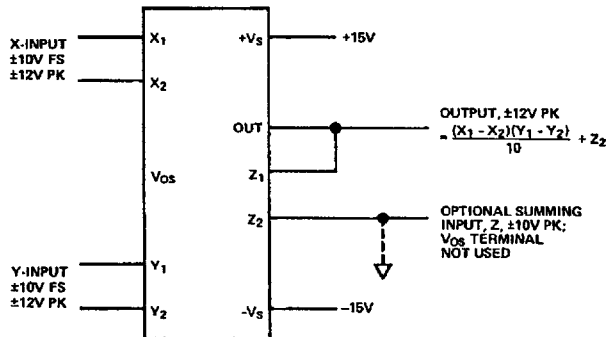 X-INPUT
±10V FS
±12V PK
X1
X2
+VS
+15V
OUT
OUTPUT, ±12V PK
= (X1 - X2)(Y1 - Y2)
10
+ Z2
Z1
VOS
Z2
OPTIONAL SUMMING
INPUT, Z, ±10V PK;
VOS TERMINAL
NOT USED
Y-INPUT
±10V FS
±12V PK
Y1
Y2
-VS
-15V